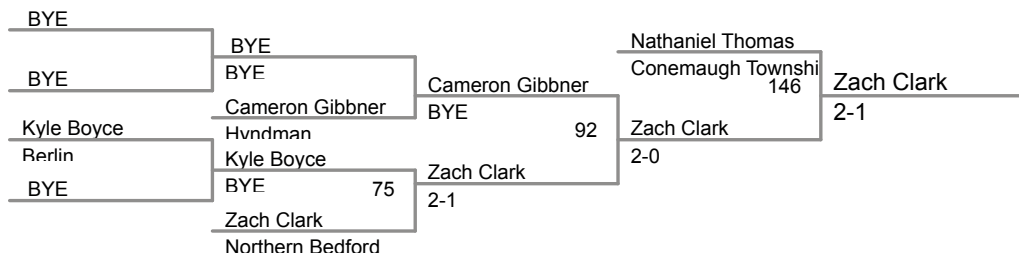 BYE
BYE
Kyle Boyce
Berlin
BYE
BYE
BYE
Cameron Gibbner
Hyndman
Kyle Boyce
BYE
75
Zach Clark
Northern Bedford
Cameron Gibbner
BYE
92
Zach Clark
2-1
Nathaniel Thomas
Conemaugh Townshi
146
Zach Clark
2-0
Zach Clark
2-1